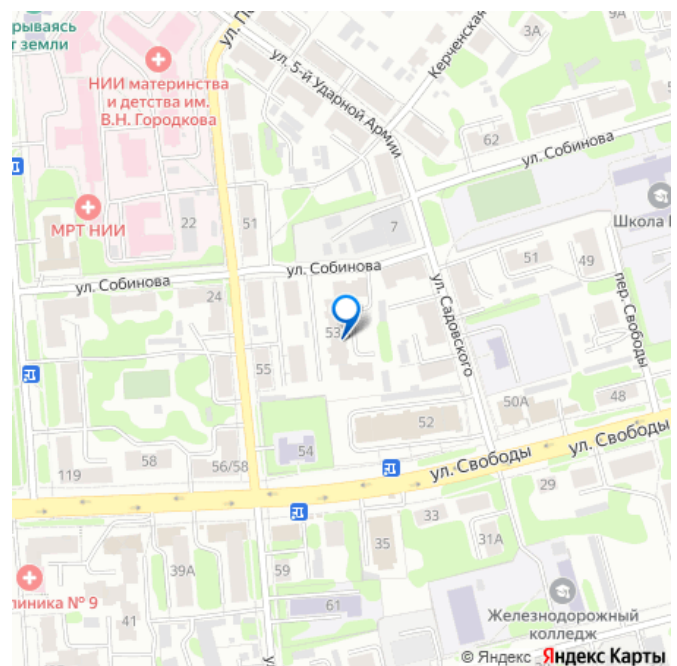 рываясь
т земли
НИИ материнства
и детства им.
В.Н. Городкова
ул. 5-й Ударной Армии
Керченская
3А
9А
62
ул. Собинова
МРТ НИИ
22
51
7
Школа
ул. Собинова
ул. Собинова
24
51
49
ул. Садовского
пер. Свободы
53
55
48
50А
52
ул. Свободы
ул. Свободы
54
119
58
56/58
29
33
35
31А
39А
59
линика № 9
61
41
Железнодорожный
колледж
© Яндекс Яндекс Карты